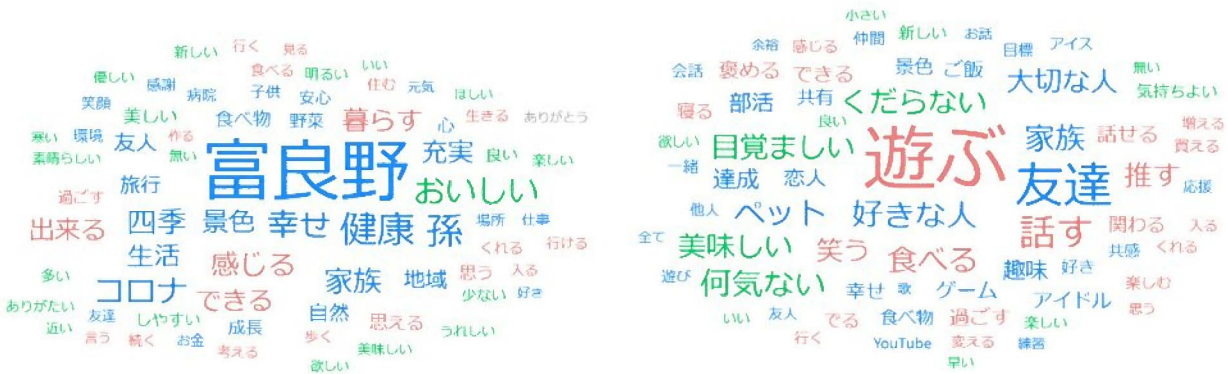 新しい 行く 見る
優しい 感謝 食べる 明るい いい 住む 元気
笑顔 病院 子供 安心 ほしい
美しい 食べ物 野菜 暮らす 心 生きる ありがとう
寒い 環境 友人 作る 富良野 充実 良い 楽しい
素晴らしい 無い
過ごす 旅行 おいしい
出来る 四季 景色 幸せ 健康 孫 場所 仕事
生活 感じる くれる 行ける
多い 家族 地域 思う 入る
ありがたい コロナ できる 少ない 好き
近い 友達 しやすい 自然 思える
言う 続く お金 成長 歩く うれしい
考える 美味しい
欲しい
小さい
余裕 感じる 仲間 新しい お話 目標 アイス
会話 褒める できる 景色 ご飯 大切な人 無い
寝る 部活 共有 くだらない 気持ちよい
欲しい 目覚ましい 良い 遊ぶ 家族 話せる 増える
一緒 達成 恋人 友達 推す 買える
他人 ペット 好きな人 応援
全て 美味しい 笑う 食べる 話す 関わる 入る
遊び 何気ない 趣味 好き 共感 くれる
幸せ 歌 ゲーム アイドル 楽しむ
いい 友人 でる 食べ物 過ごす 楽しい 思う
行く YouTube 変える 練習
早い